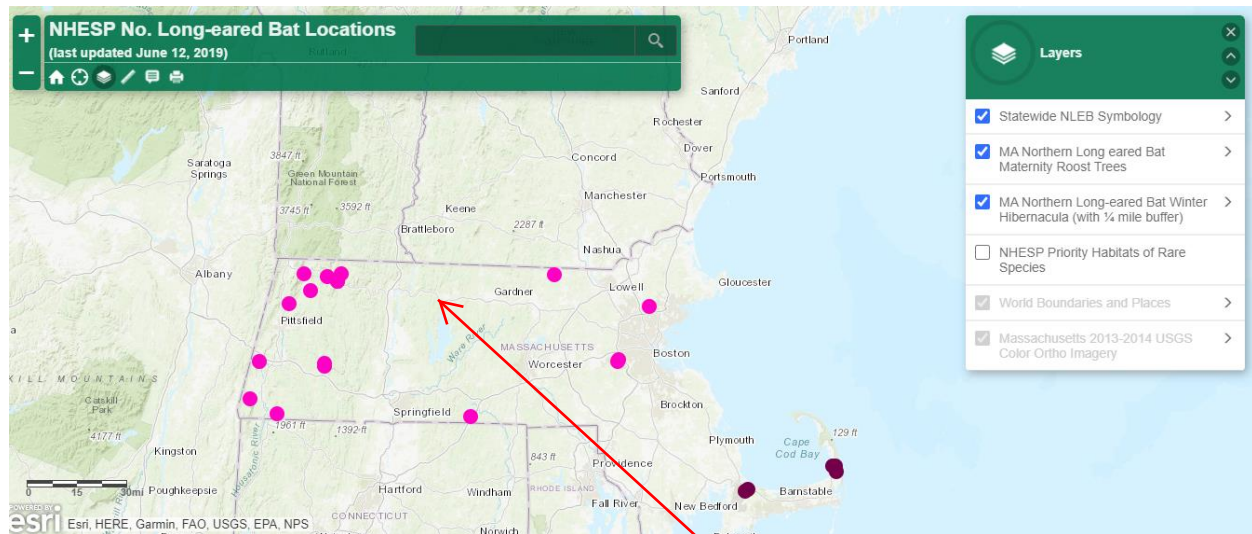 +
NHESP No. Long-eared Bat Locations
(last updated June 12, 2019)
−
Layers
Statewide NLEB Symbology
MA Northern Long eared Bat
Maternity Roost Trees
MA Northern Long-eared Bat Winter
Hibernacula (with ¼ mile buffer)
NHESP Priority Habitats of Rare
Species
World Boundaries and Places
Massachusetts 2013-2014 USGS
Color Ortho Imagery
Portland
Sanford
Rochester
Dover
Concord
Portsmouth
Saratoga
Springs
3847 ft
Green Mountain
National Forest
Manchester
3745 ft
3592 ft
Keene
2287 ft
Brattleboro
Nashua
Albany
Gardner
Lowell
Gloucester
Pittsfield
Ware River
MASSACHUSETTS
Worcester
Boston
KILL MOUNTAINS
Catskill
Park
Springfield
Brockton
1961 ft
1392 ft
4177 ft
Kingston
Housatonic River
843 ft
Providence
Plymouth
Cape
Cod Bay
129 ft
0 15 30mi
Poughkeepsie
Hartford
Windham
RHODE ISLAND
Fall River
New Bedford
Barnstable
CONNECTICUT
Norwich
POWERED BY
esri
Esri, HERE, Garmin, FAO, USGS, EPA, NPS